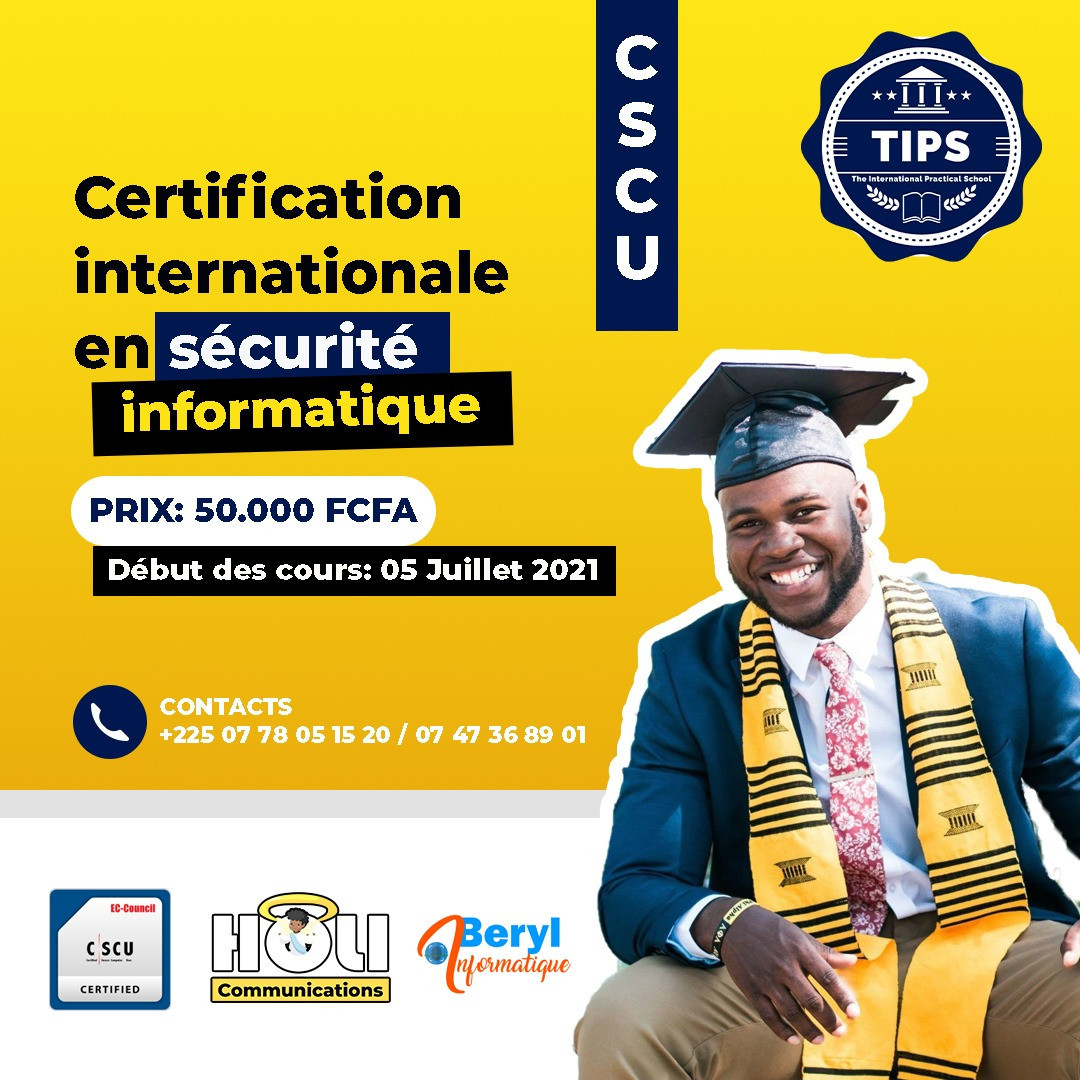 C
S
C
U
TIPS
The International Practical School
Certification
internationale
en sécurité
informatique
PRIX: 50.000 FCFA
Début des cours: 05 Juillet 2021
CONTACTS
+225 07 78 05 15 20 / 07 47 36 89 01
EC-Council
C|SCU
Certified Secure Computer User
CERTIFIED
HOLI
Communications
Beryl
Informatique